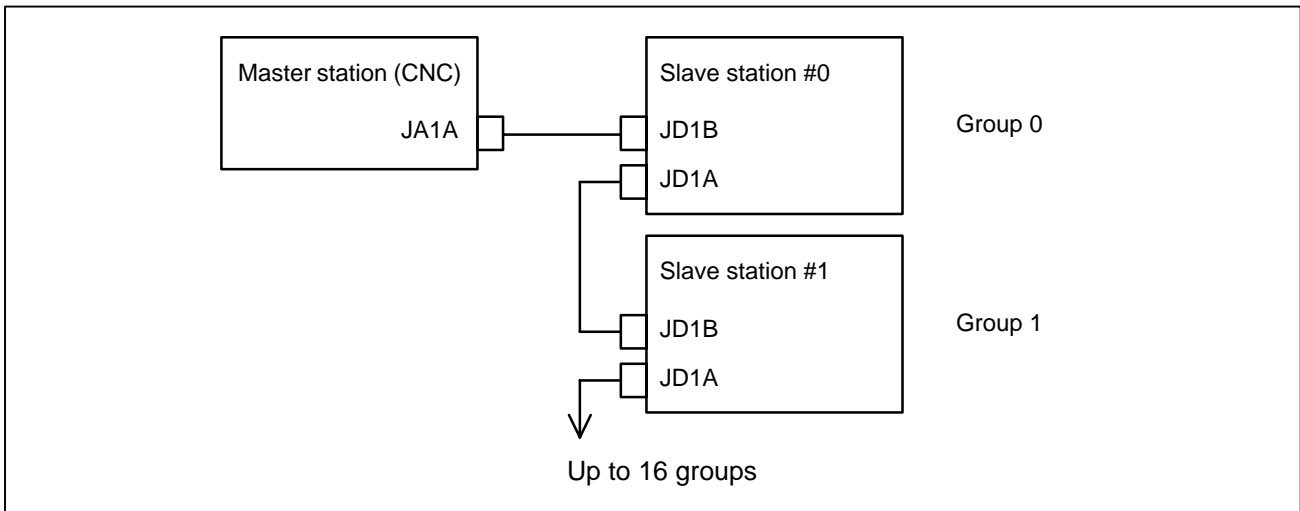 Master station (CNC)
JA1A
Slave station #0
JD1B
JD1A
Group 0
Slave station #1
JD1B
JD1A
Group 1
Up to 16 groups